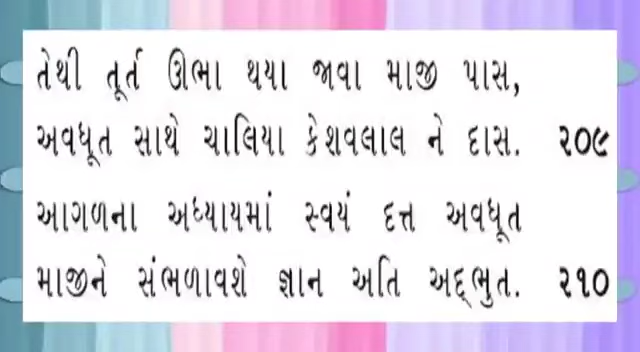 તેથી તૂર્ત ઊભા થયા જાવા માજી પાસ,
અવધૂત સાથે ચાલિયા કેશવલાલ ને દાસ. ૨૦૯
આગળના અધ્યાયમાં સ્વયં દત્ત અવધૂત
માજીને સંભળાવશે જ્ઞાન અતિ અદ્ભુત. ૨૧૦